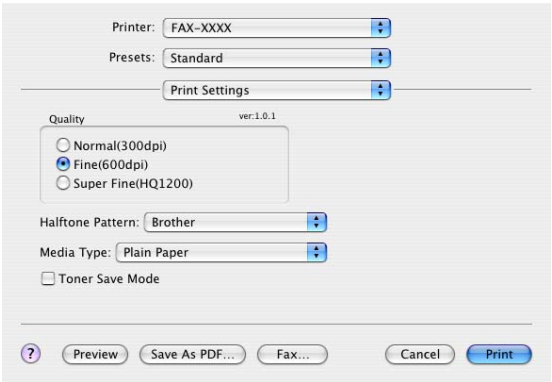 Printer: FAX-XXXX
Presets: Standard
Print Settings
Quality ver:1.0.1
Normal(300dpi)
Fine(600dpi)
Super Fine(HQ1200)
Halftone Pattern: Brother
Media Type: Plain Paper
Toner Save Mode
? Preview Save As PDF... Fax... Cancel Print